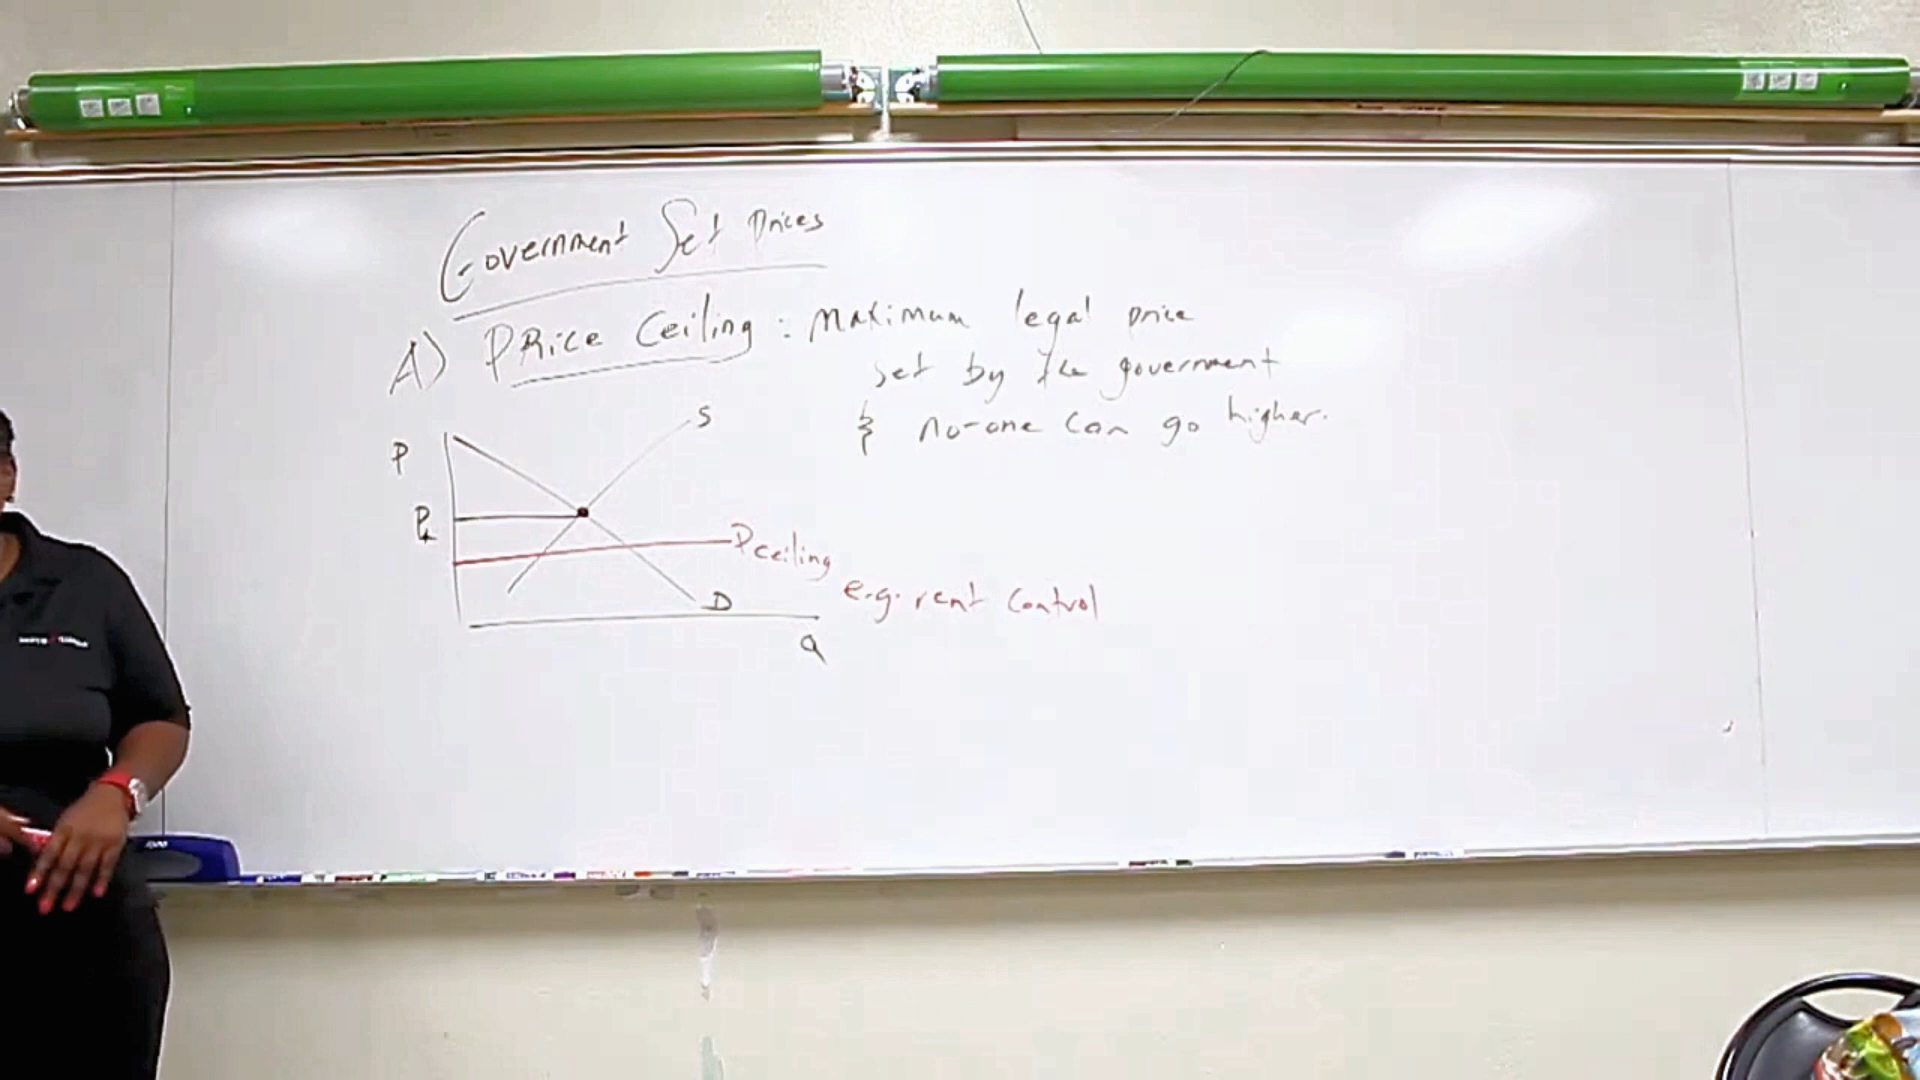 Government Set Prices
A) PRice Ceiling : Maximum legal price
set by the government
& no-one can go higher.
S
P
P
P ceiling
e.g. rent Control
D
Q